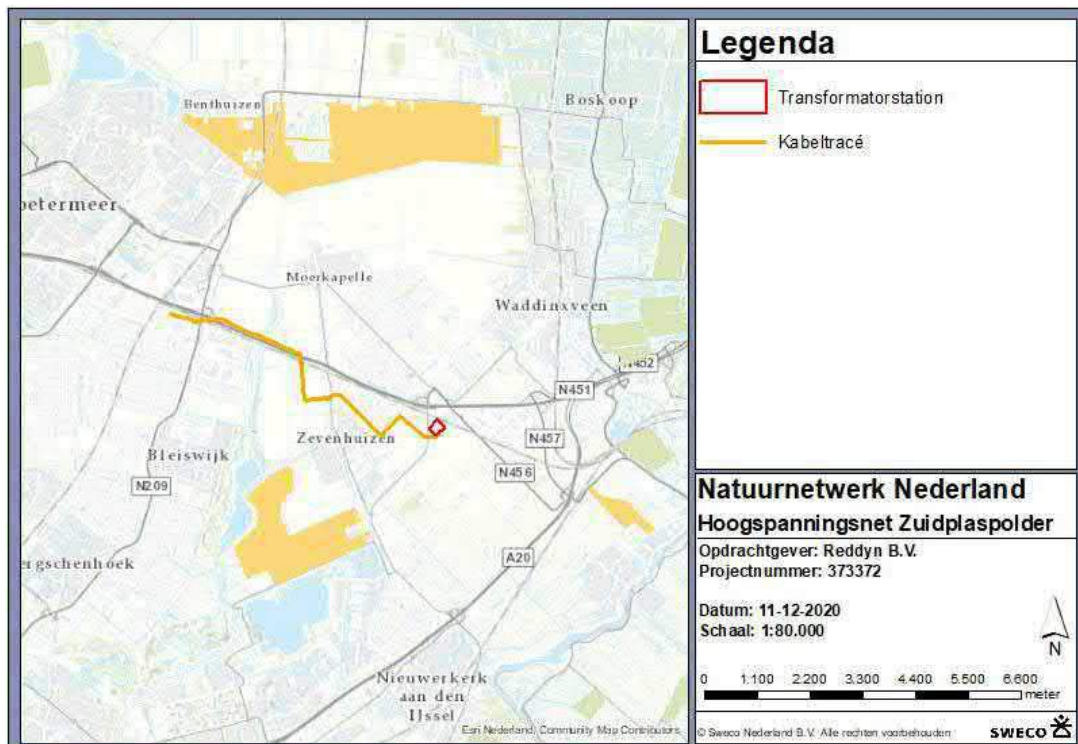 Benthuizen
Boskoop
oetermeer
Moerkapelle
Waddinxveen
N451
N457
Zevenhuizen
Bleiswijk
N209
N456
A20
ergschenhoek
Nieuwerkerk
aan den
IJssel
Esri Nederland, Community Map Contributors
Legenda
Transformatorstation
Kabeltracé
Natuurnetwerk Nederland
Hoogspanningsnet Zuidplaspolder
Opdrachtgever: Reddyn B.V.
Projectnummer: 373372
Datum: 11-12-2020
Schaal: 1:80.000
N
0 1.100 2.200 3.300 4.400 5.500 6.600
meter
© Sweco Nederland B.V. Alle rechten voorbehouden
SWECO